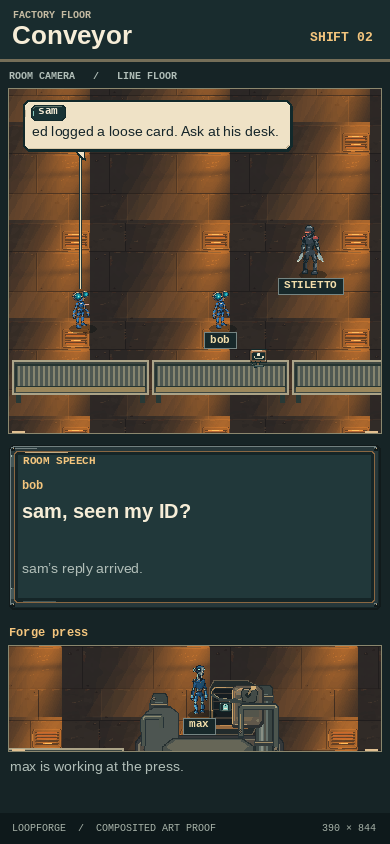 FACTORY FLOOR
Conveyor
SHIFT 02
ROOM CAMERA / LINE FLOOR
sam
ed logged a loose card. Ask at his desk.
STILETTO
bob
ROOM SPEECH
bob
sam, seen my ID?
sam's reply arrived.
Forge press
max
max is working at the press.
LOOPFORGE / COMPOSITED ART PROOF
390 × 844